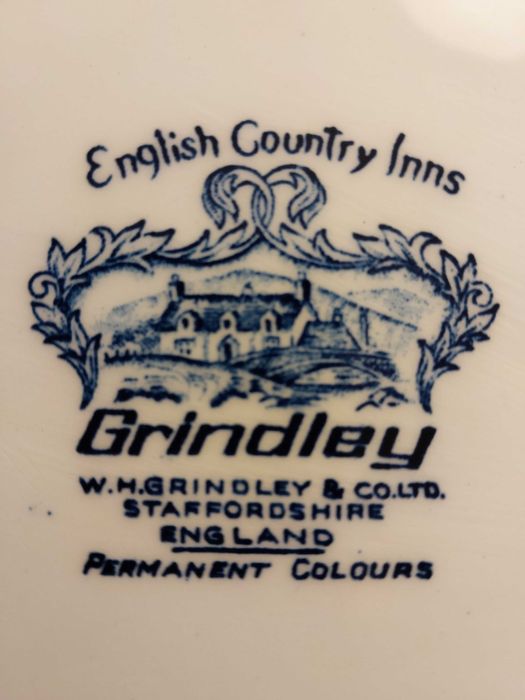 English Country Inns
Grindley
W.H.GRINDLEY & CO.LTD.
STAFFORDSHIRE
ENGLAND
PERMANENT COLOURS